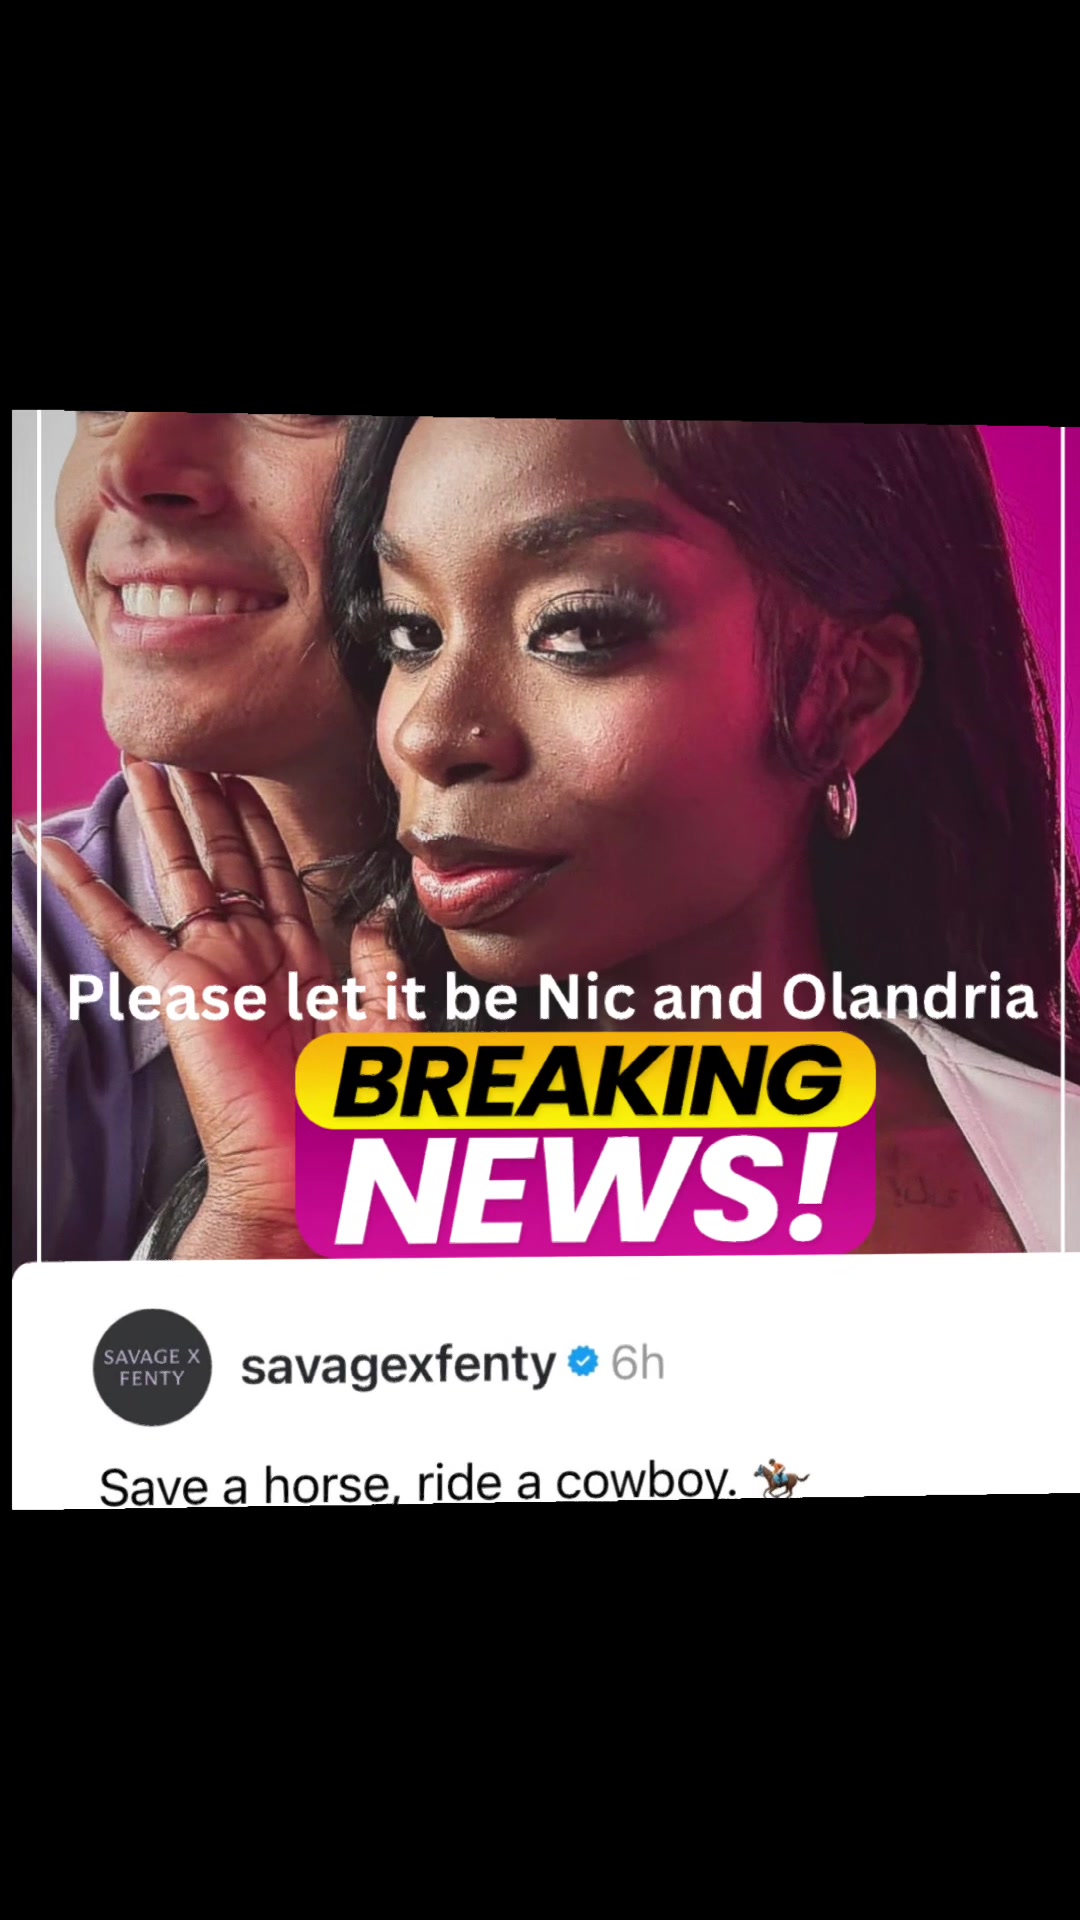 Please let it be Nic and Olandria
BREAKING
NEWS!
SAVAGE X
FENTY
savagexfenty 6h
Save a horse, ride a cowboy. 🏇